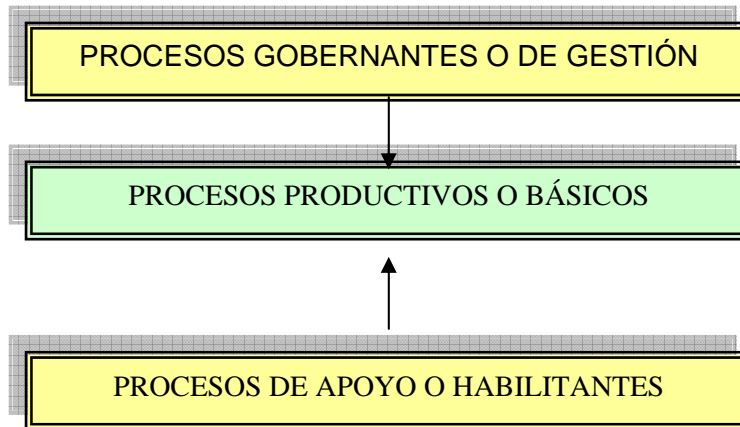 PROCESOS GOBERNANTES O DE GESTIÓN
PROCESOS PRODUCTIVOS O BÁSICOS
PROCESOS DE APOYO O HABILITANTES